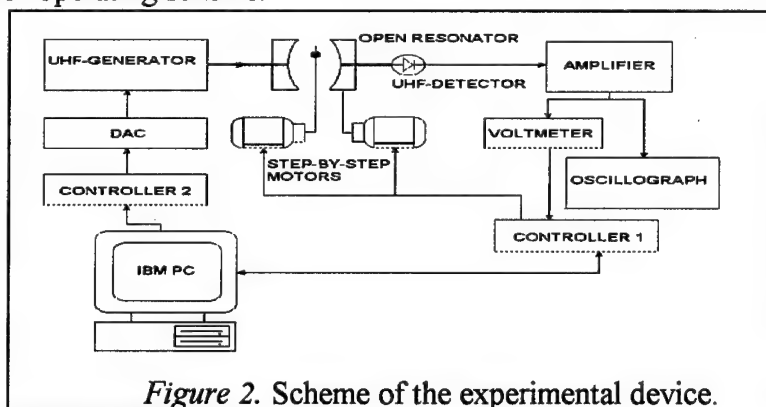 OPEN RESONATOR
UHF-GENERATOR
AMPLIFIER
UHF-DETECTOR
DAC
VOLTMETER
STEP-BY-STEP
MOTORS
OSCILLOGRAPH
CONTROLLER 2
CONTROLLER 1
IBM PC
Figure 2. Scheme of the experimental device.